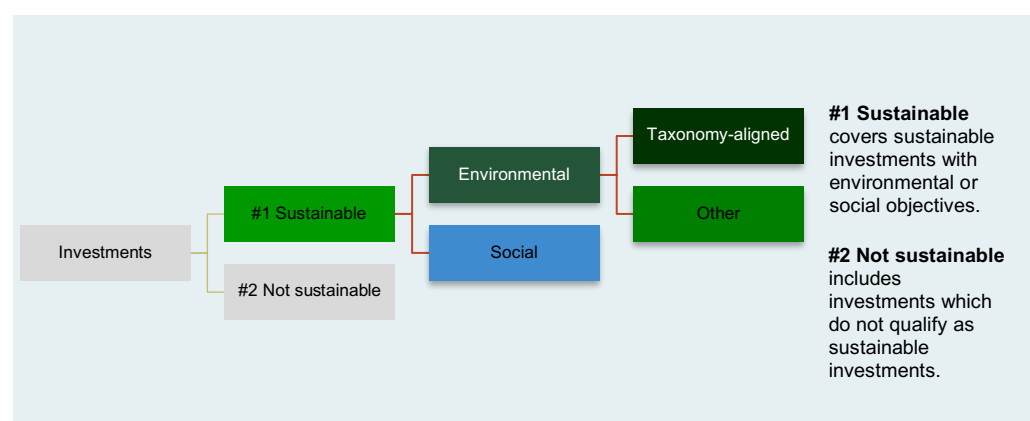 Investments
#1 Sustainable
#2 Not sustainable
Environmental
Social
Taxonomy-aligned
Other
#1 Sustainable
covers sustainable
investments with
environmental or
social objectives.
#2 Not sustainable
includes
investments which
do not qualify as
sustainable
investments.